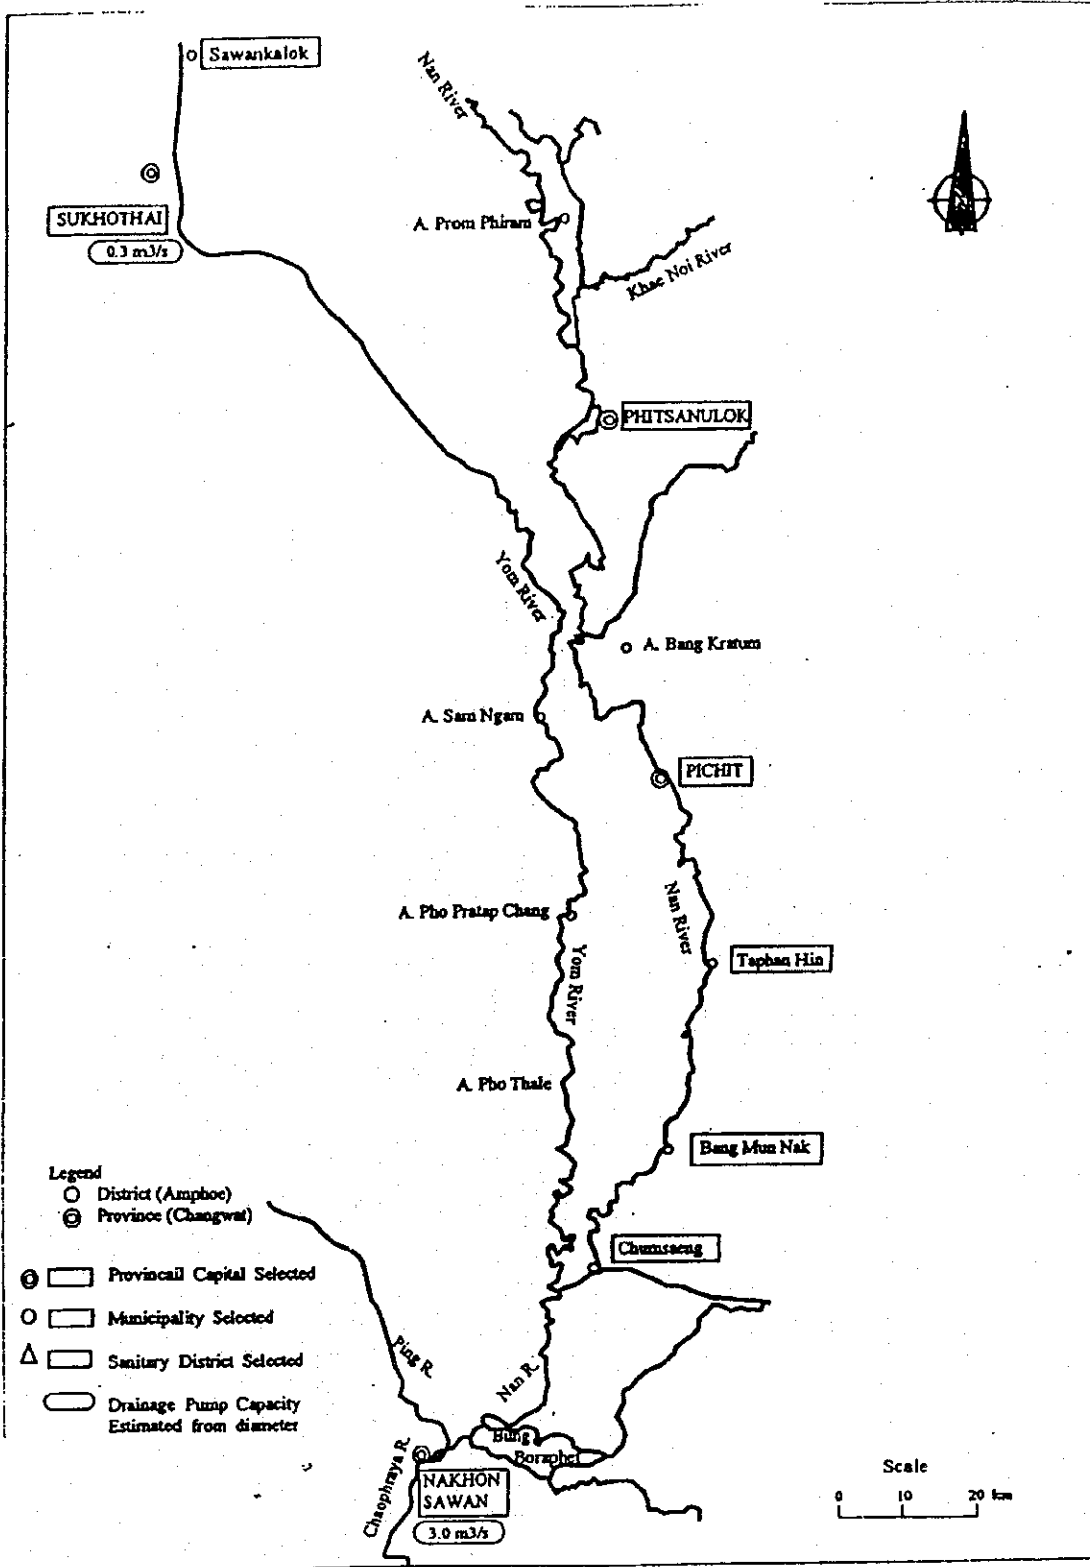 Sawankalok
Nan River
SUKHOTHAI
0.3 m3/s
A. Prom Phiram
Khae Noi River
N
PHITSANULOK
Yom River
A. Bang Kratum
A. Sam Ngam
PICHIT
Nan River
A. Pho Pratap Chang
Taphan Hin
Yom River
A. Pho Thale
Bang Mun Nak
Chumsaeng
Legend
District (Amphoe)
Province (Changwat)
Provincail Capital Selected
Municipality Selected
Sanitary District Selected
Drainage Pump Capacity
Estimated from diameter
Ping R.
Nan R.
Bung
Boraphet
Chaophraya R.
NAKHON
SAWAN
3.0 m3/s
Scale
0 10 20 km